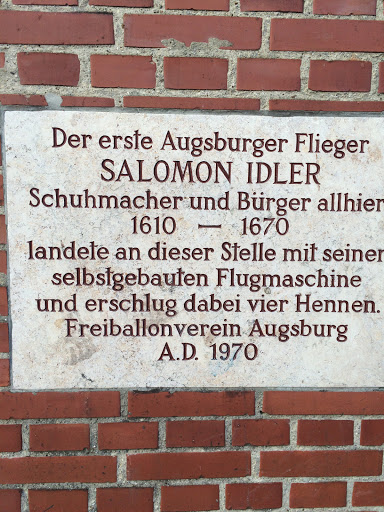 Der erste Augsburger Flieger
SALOMON IDLER
Schuhmacher und Bürger allhier
1610 — 1670
landete an dieser Stelle mit seiner
selbstgebauten Flugmaschine
und erschlug dabei vier Hennen.
Freiballonverein Augsburg
A.D. 1970